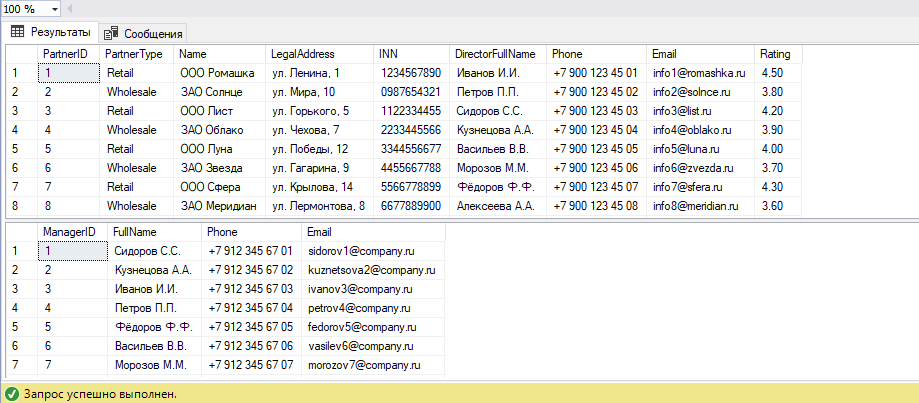 100 %
Результаты Сообщения
PartnerID PartnerType Name LegalAddress INN DirectorFullName Phone Email Rating
1 1 Retail ООО Ромашка ул. Ленина, 1 1234567890 Иванов И.И. +7 900 123 45 01 info1@romashka.ru 4.50
2 2 Wholesale ЗАО Солнце ул. Мира, 10 0987654321 Петров П.П. +7 900 123 45 02 info2@solnce.ru 3.80
3 3 Retail ООО Лист ул. Горького, 5 1122334455 Сидоров С.С. +7 900 123 45 03 info3@list.ru 4.20
4 4 Wholesale ЗАО Облако ул. Чехова, 7 2233445566 Кузнецова А.А. +7 900 123 45 04 info4@oblako.ru 3.90
5 5 Retail ООО Луна ул. Победы, 12 3344556677 Васильев В.В. +7 900 123 45 05 info5@luna.ru 4.00
6 6 Wholesale ЗАО Звезда ул. Гагарина, 9 4455667788 Морозов М.М. +7 900 123 45 06 info6@zvezda.ru 3.70
7 7 Retail ООО Сфера ул. Крылова, 14 5566778899 Фёдоров Ф.Ф. +7 900 123 45 07 info7@sfera.ru 4.30
8 8 Wholesale ЗАО Меридиан ул. Лермонтова, 8 6677889900 Алексеева А.А. +7 900 123 45 08 info8@meridian.ru 3.60
ManagerID FullName Phone Email
1 1 Сидоров С.С. +7 912 345 67 01 sidorov1@company.ru
2 2 Кузнецова А.А. +7 912 345 67 02 kuznetsova2@company.ru
3 3 Иванов И.И. +7 912 345 67 03 ivanov3@company.ru
4 4 Петров П.П. +7 912 345 67 04 petrov4@company.ru
5 5 Фёдоров Ф.Ф. +7 912 345 67 05 fedorov5@company.ru
6 6 Васильев В.В. +7 912 345 67 06 vasilev6@company.ru
7 7 Морозов М.М. +7 912 345 67 07 morozov7@company.ru
Запрос успешно выполнен.